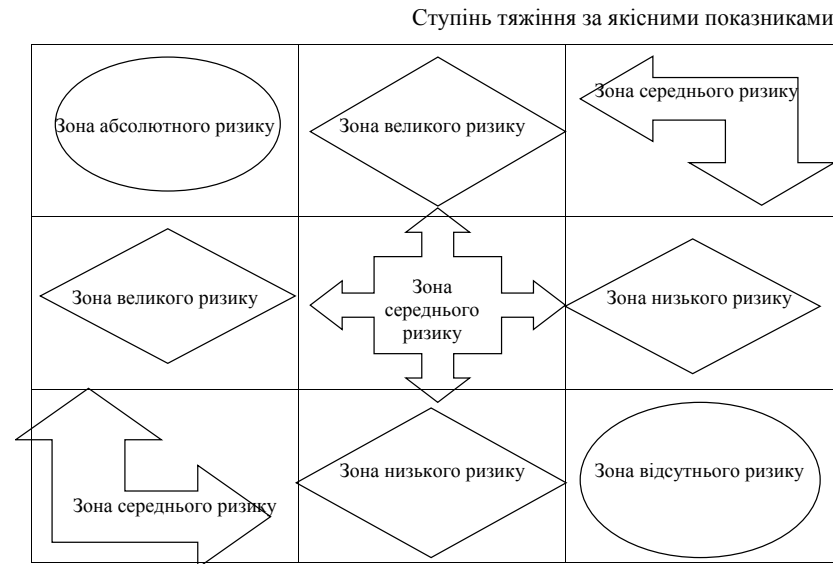 Ступінь тяжіння за якісними показниками
Зона абсолютного ризику
Зона великого ризику
Зона середнього ризику
Зона великого ризику
Зона
середнього
ризику
Зона низького ризику
Зона середнього ризику
Зона низького ризику
Зона відсутнього ризику